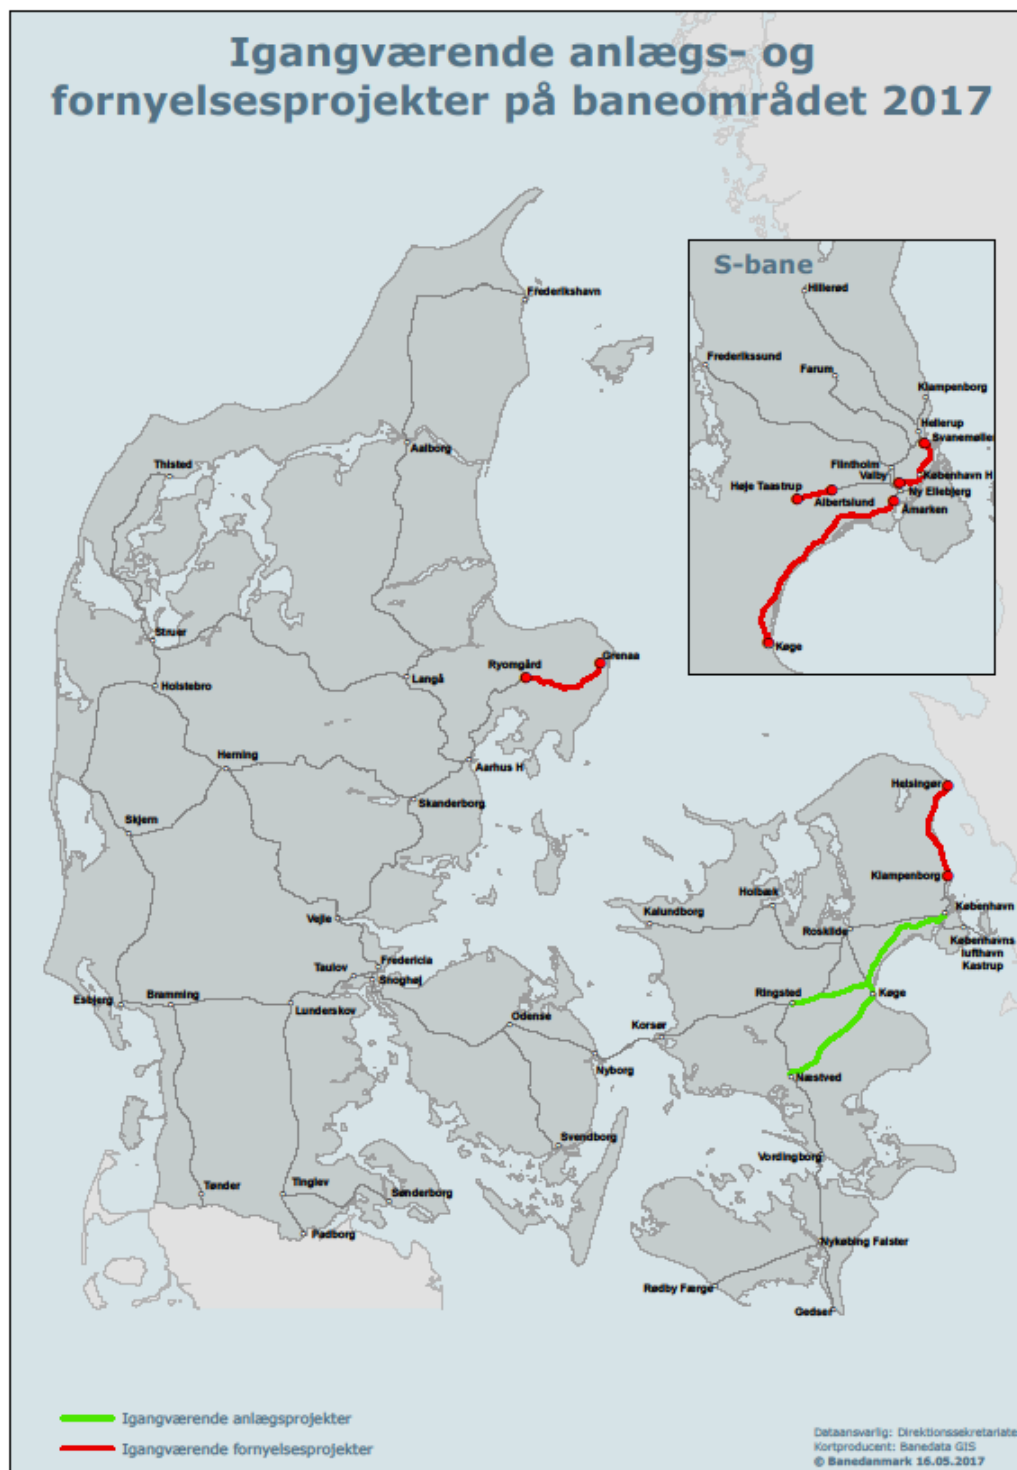 Igangværende anlægs- og
fornyelsesprojekter på baneområdet 2017
S-bane
Hillerød
Frederikssund
Farum
Klampenborg
Hellerup
Svanemøllen
Flintholm
Valby
København H
Høje Taastrup
Ny Ellebjerg
Albertslund
Åmarken
Køge
Frederikshavn
Aalborg
Thisted
Struer
Grenaa
Ryomgård
Langå
Holstebro
Herning
Aarhus H
Skanderborg
Skjern
Helsingør
Klampenborg
Holbæk
Kalundborg
København
Vejle
Roskilde
Københavns
lufthavn
Kastrup
Fredericia
Taulov
Snoghøj
Esbjerg
Bramming
Lunderskov
Ringsted
Køge
Odense
Korsør
Nyborg
Næstved
Svendborg
Vordingborg
Tønder
Tinglev
Sønderborg
Padborg
Nykøbing Falster
Rødby Færge
Gedser
Igangværende anlægsprojekter
Igangværende fornyelsesprojekter
Dataansvarlig: Direktionssekretariate
Kortproducent: Banedata GIS
© Banedanmark 16.05.2017